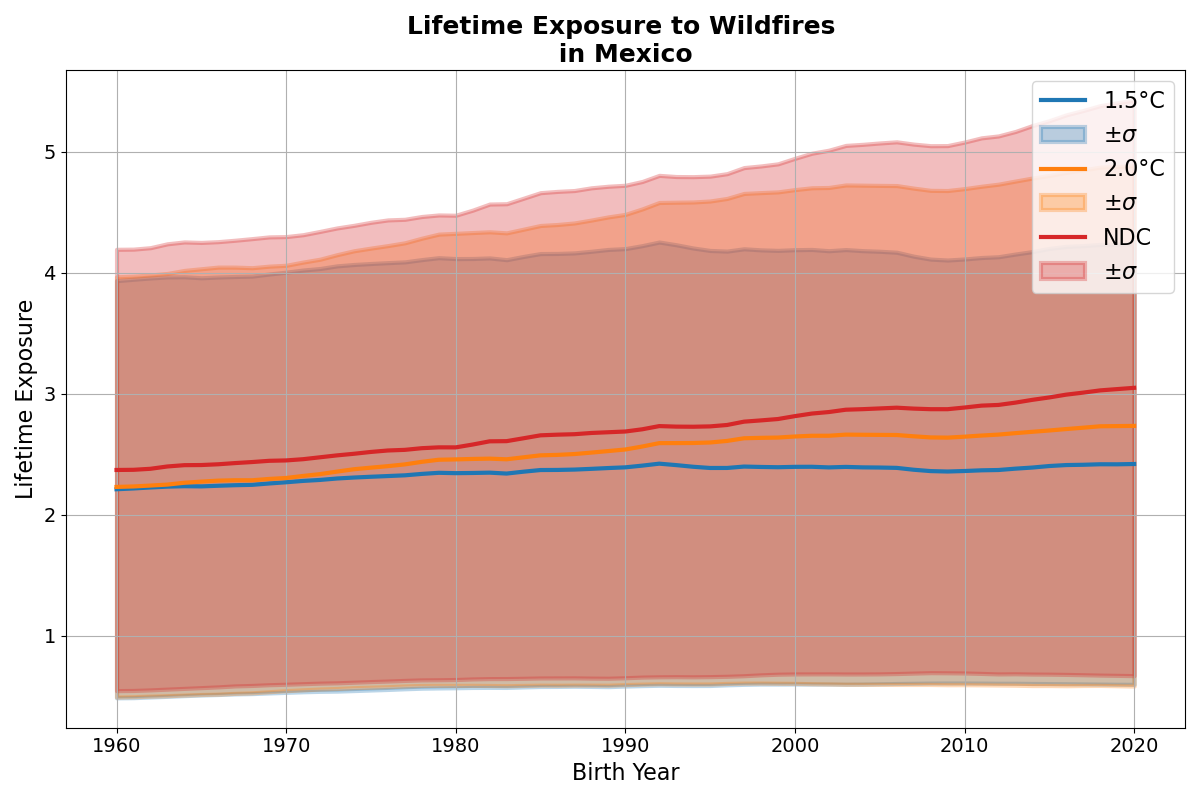 Lifetime Exposure to Wildfires
in Mexico
Lifetime Exposure
5
4
3
2
1
1960 1970 1980 1990 2000 2010 2020
Birth Year
1.5°C
±σ
2.0°C
±σ
NDC
±σ